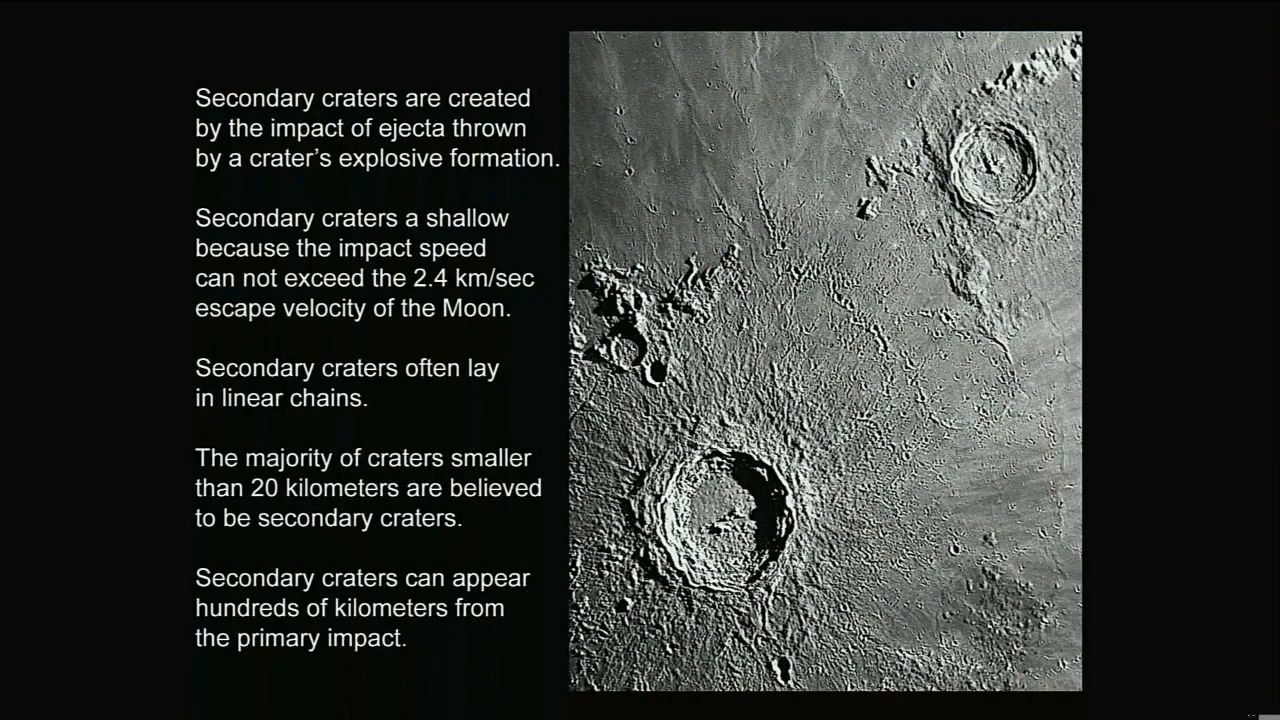 Secondary craters are created
by the impact of ejecta thrown
by a crater’s explosive formation.
Secondary craters a shallow
because the impact speed
can not exceed the 2.4 km/sec
escape velocity of the Moon.
Secondary craters often lay
in linear chains.
The majority of craters smaller
than 20 kilometers are believed
to be secondary craters.
Secondary craters can appear
hundreds of kilometers from
the primary impact.